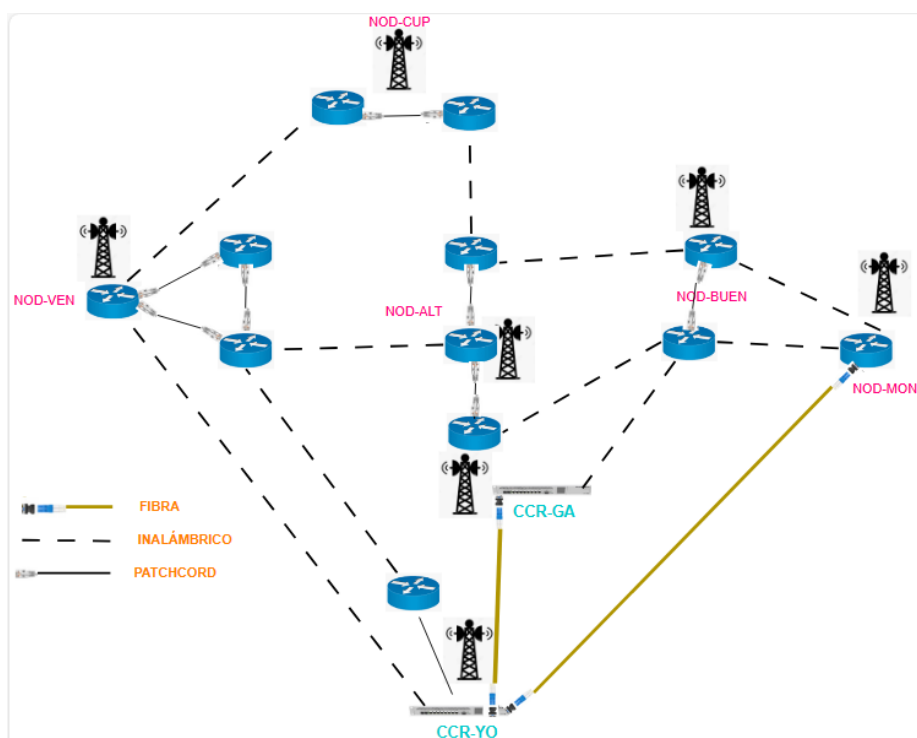 NOD-CUP
NOD-VEN
NOD-ALT
NOD-BUEN
NOD-MON
CCR-GA
FIBRA
INALÁMBRICO
PATCHCORD
CCR-YO